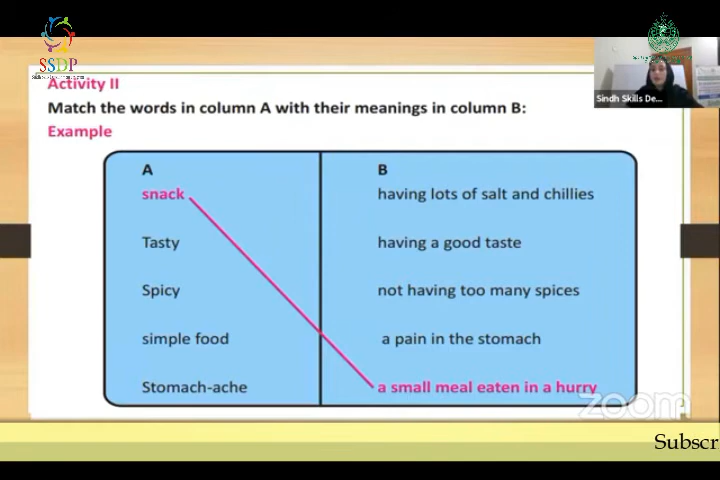 SSDP
Activity II
Match the words in column A with their meanings in column B:
Example
Sindh Skills De...
A B
snack having lots of salt and chillies
Tasty having a good taste
Spicy not having too many spices
simple food a pain in the stomach
Stomach-ache a small meal eaten in a hurry
zoom
Subscr